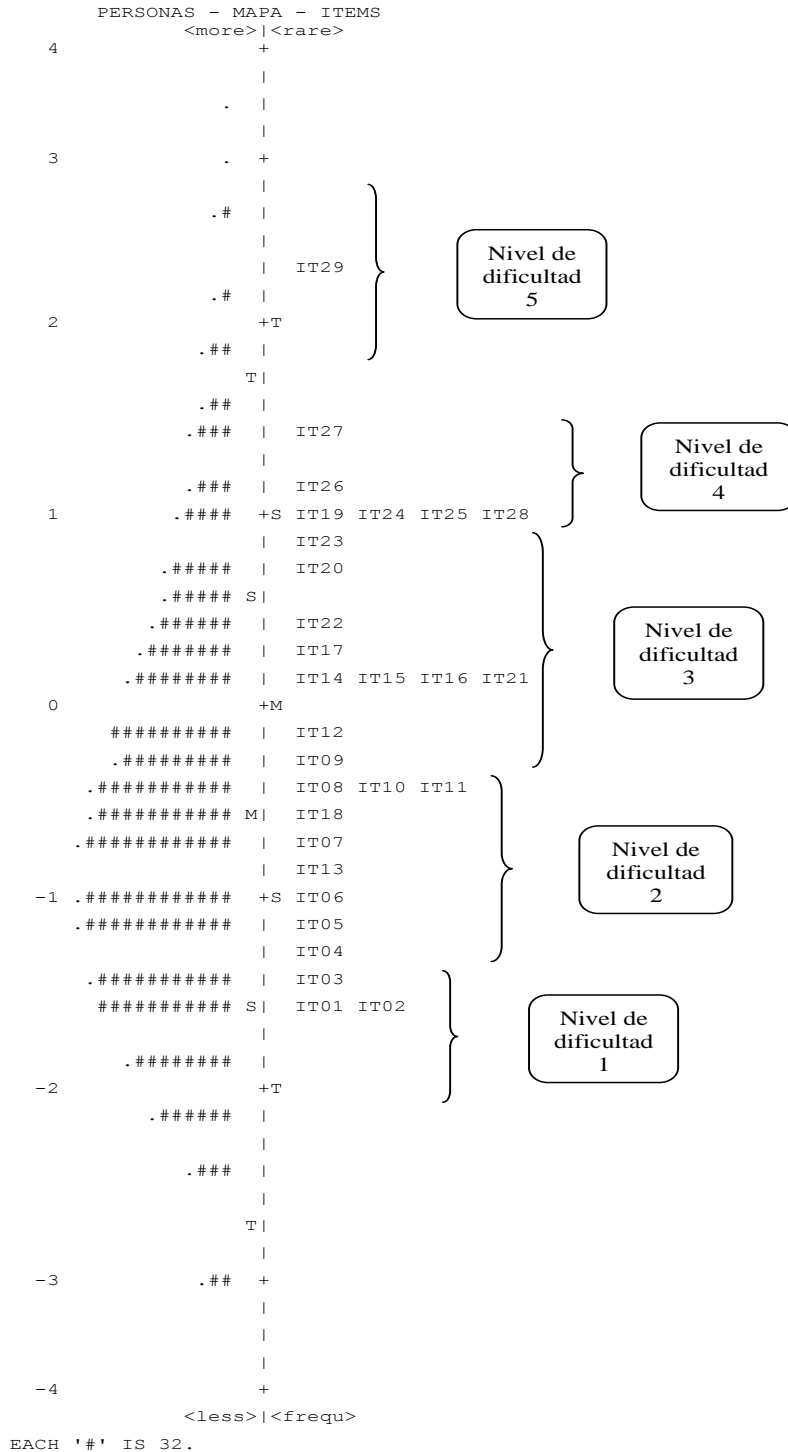 PERSONAS - MAPA - ITEMS
<more>|<rare>
4 +
|
. |
|
3 . +
|
.# |
|
| IT29
.# |
2 +T
.## |
T|
.## |
.### | IT27
|
.### | IT26
1 .#### +S IT19 IT24 IT25 IT28
| IT23
.##### | IT20
.##### S|
.###### | IT22
.####### | IT17
.######## | IT14 IT15 IT16 IT21
0 +M
########## | IT12
.######### | IT09
.########### | IT08 IT10 IT11
.########### M| IT18
.############ | IT07
| IT13
-1 .############ +S IT06
.############ | IT05
| IT04
.########### | IT03
########### S| IT01 IT02
|
.######## |
-2 +T
.###### |
|
.### |
|
T|
|
-3 .## +
|
|
|
-4 +
<less>|<frequ>
EACH '#' IS 32.
Nivel de
dificultad
5
Nivel de
dificultad
4
Nivel de
dificultad
3
Nivel de
dificultad
2
Nivel de
dificultad
1